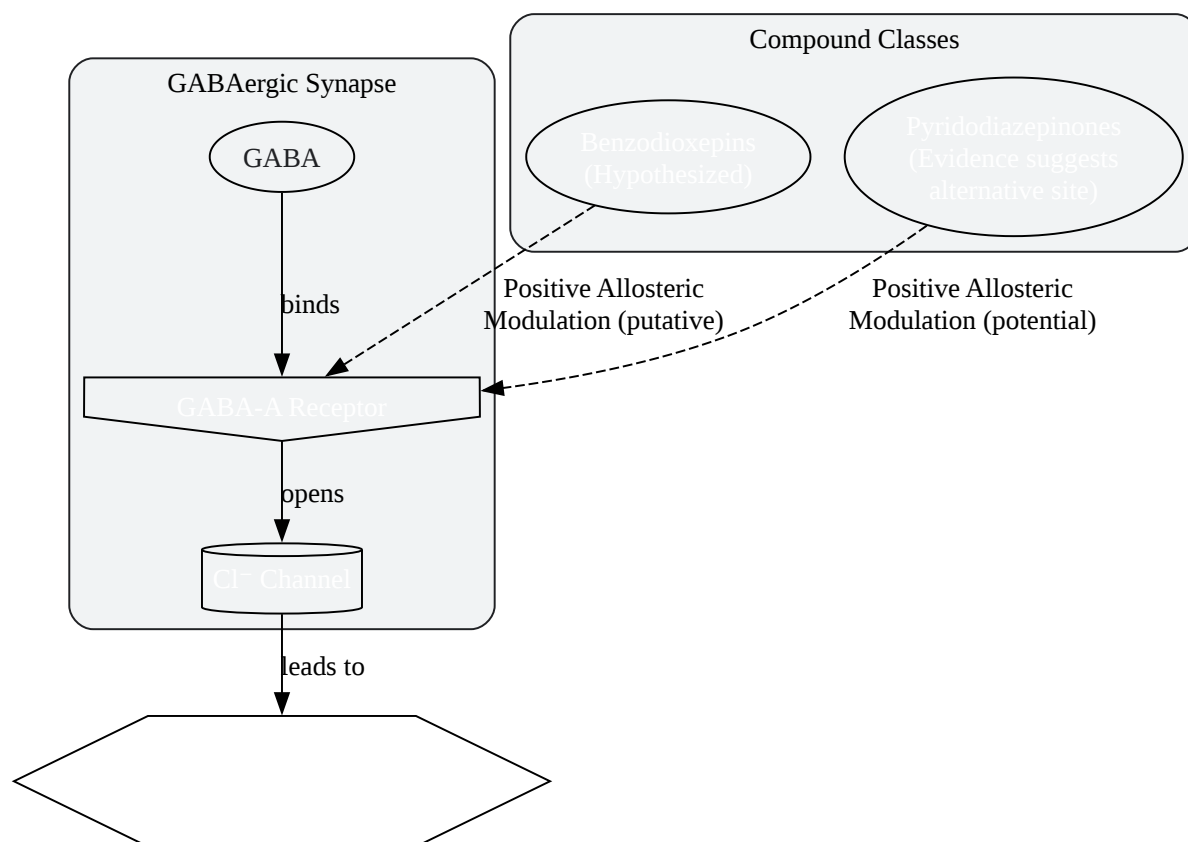 Compound Classes
GABAergic Synapse
GABA
Benzodioxepins
(Hypothesized)
Pyridodiazepinones
(Evidence suggests
alternative site)
binds
Positive Allosteric
Modulation (putative)
Positive Allosteric
Modulation (potential)
GABA-A Receptor
opens
Cl⁻ Channel
leads to